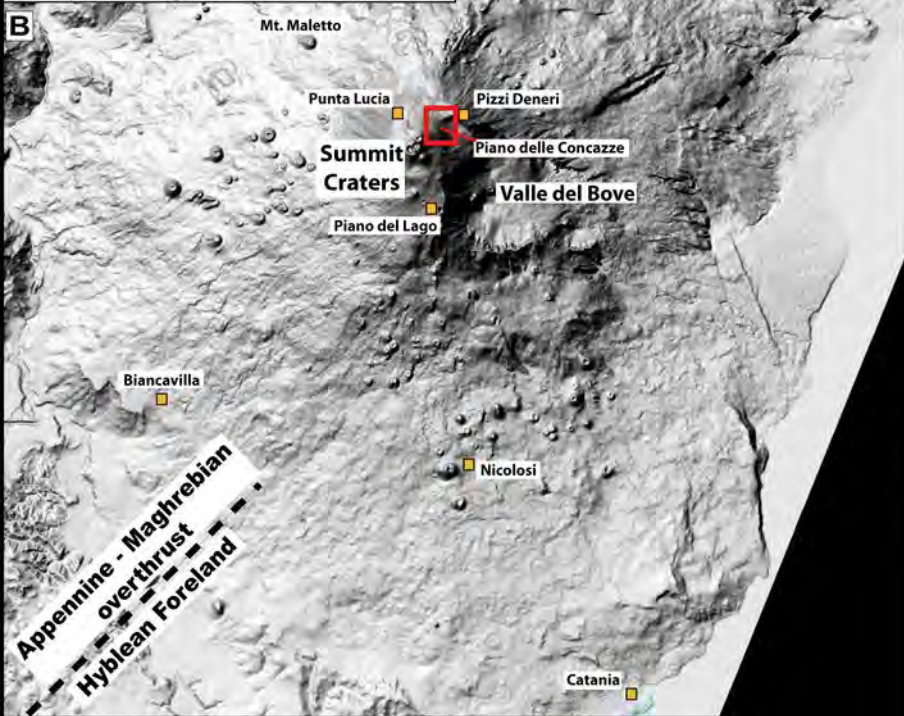 B
Mt. Maletto
Punta Lucia
Pizzi Deneri
Piano delle Concazze
Summit
Craters
Valle del Bove
Piano del Lago
Biancavilla
Nicolosi
Appennine - Maghrebian
overthrust
Hyblean Foreland
Catania